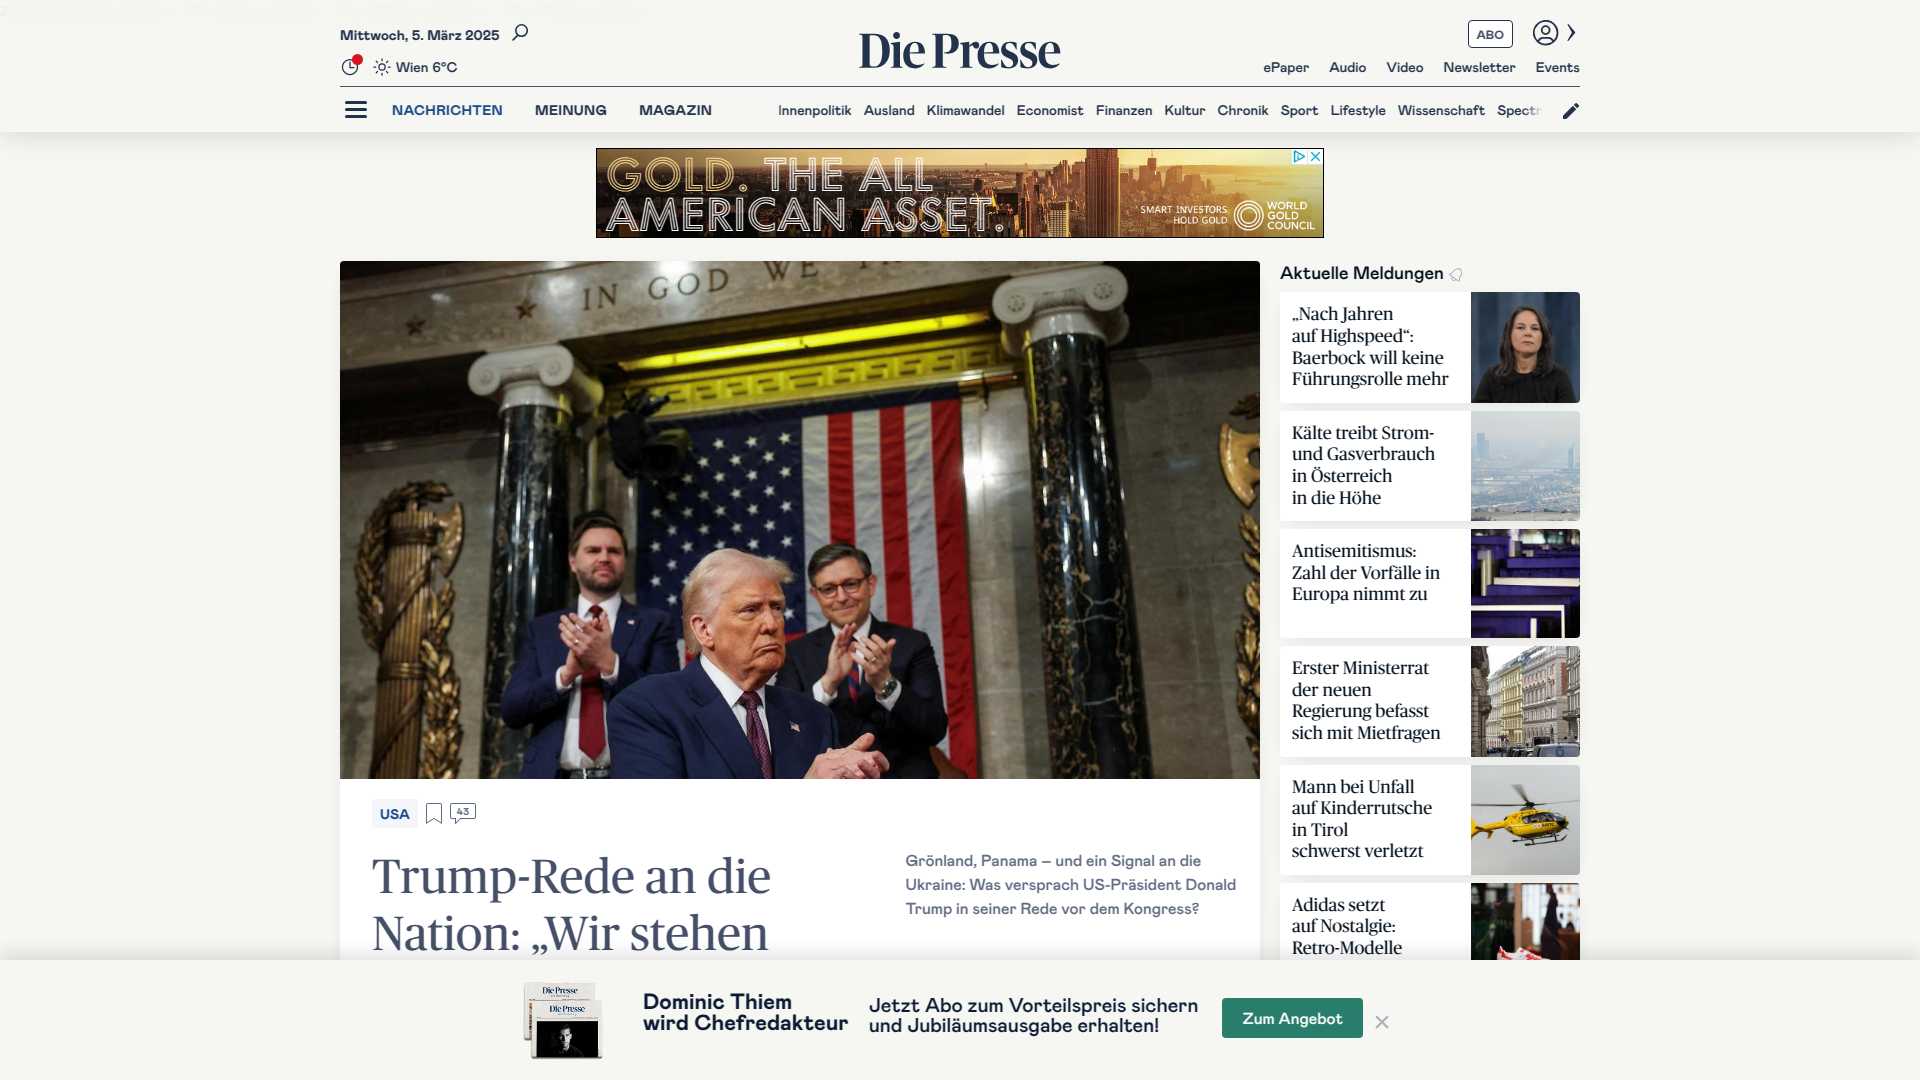 Mittwoch, 5. März 2025
Die Presse
ABO
Wien 6°C
ePaper Audio Video Newsletter Events
NACHRICHTEN MEINUNG MAGAZIN
Innenpolitik Ausland Klimawandel Economist Finanzen Kultur Chronik Sport Lifestyle Wissenschaft Spectr
GOLD. THE ALL
AMERICAN ASSET.
SMART INVESTORS
HOLD GOLD
WORLD
GOLD
COUNCIL
IN GOD WE
Aktuelle Meldungen
„Nach Jahren
auf Highspeed“:
Baerbock will keine
Führungsrolle mehr
Kälte treibt Strom-
und Gasverbrauch
in Österreich
in die Höhe
Antisemitismus:
Zahl der Vorfälle in
Europa nimmt zu
Erster Ministerrat
der neuen
Regierung befasst
sich mit Mietfragen
Mann bei Unfall
auf Kinderrutsche
in Tirol
schwerst verletzt
Adidas setzt
auf Nostalgie:
Retro-Modelle
USA
43
Trump-Rede an die
Nation: „Wir stehen
Grönland, Panama – und ein Signal an die
Ukraine: Was versprach US-Präsident Donald
Trump in seiner Rede vor dem Kongress?
Die Presse
Die Presse
Dominic Thiem
wird Chefredakteur
Jetzt Abo zum Vorteilspreis sichern
und Jubiläumsausgabe erhalten!
Zum Angebot